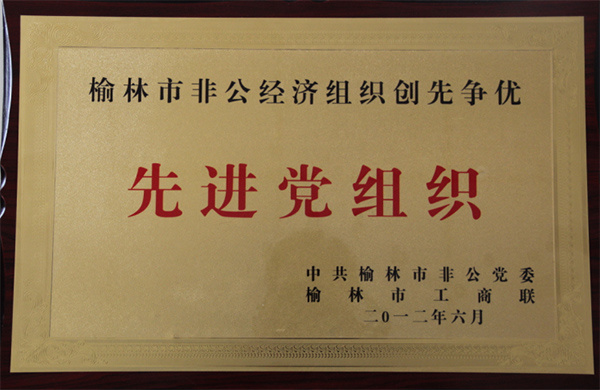 榆林市非公经济组织创先争优
先进党组织
中共榆林市非公党委
榆林市工商联
二0一二年六月